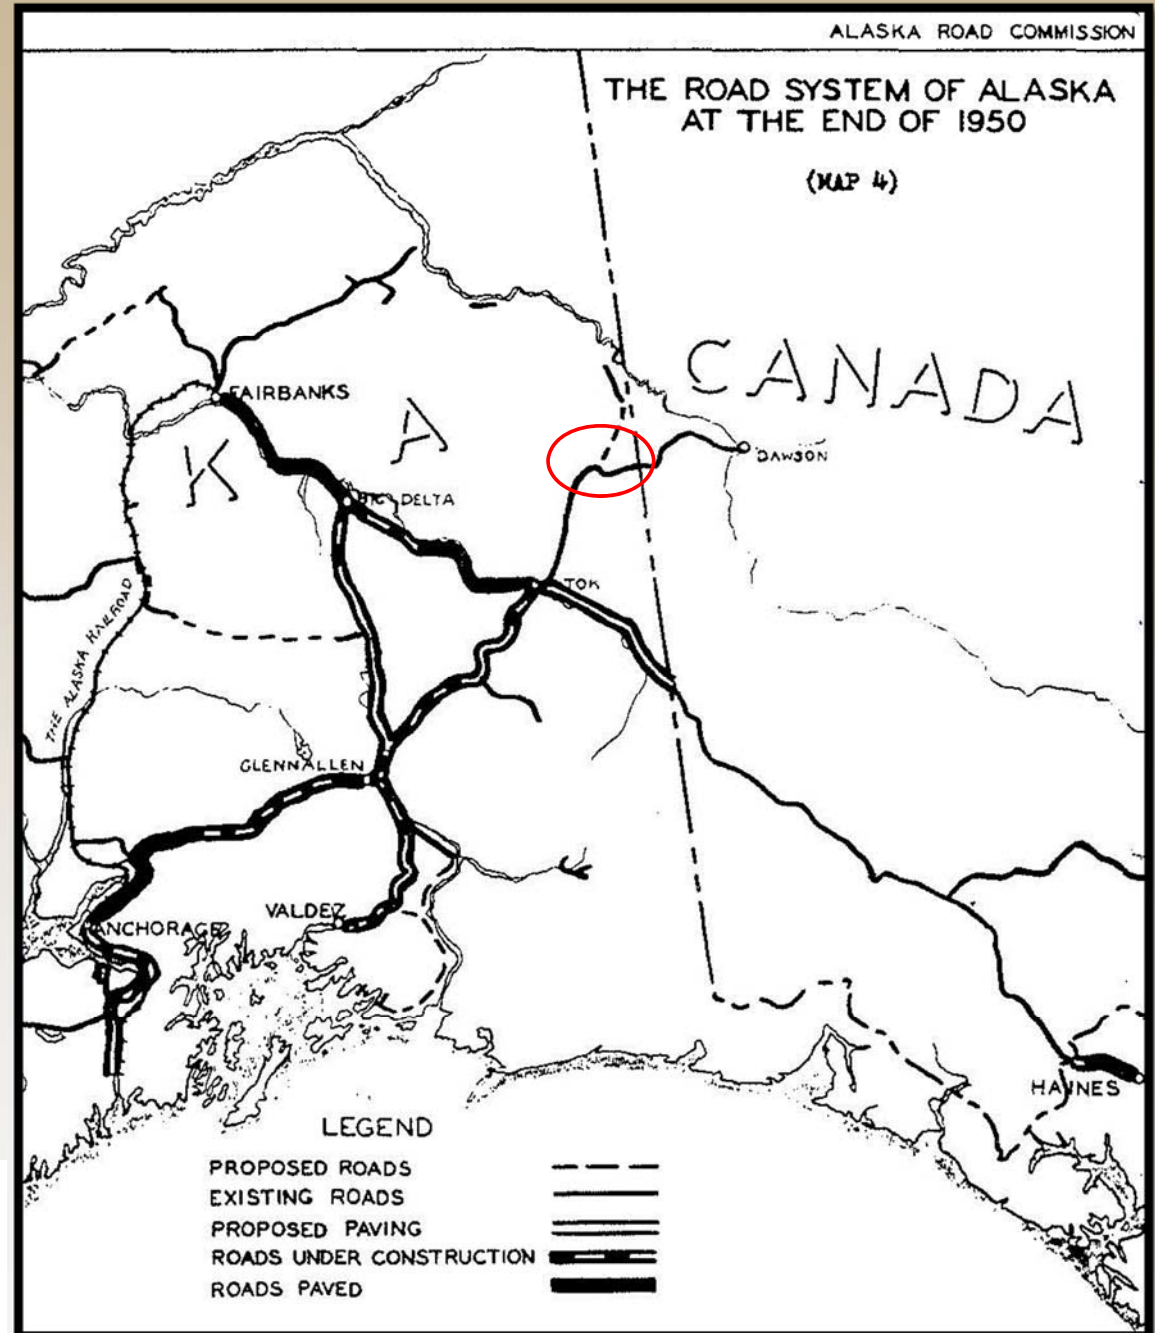 ALASKA ROAD COMMISSION
THE ROAD SYSTEM OF ALASKA
AT THE END OF 1950
(MAP 4)
CANADA
FAIRBANKS
K A
DAWSON
BIG DELTA
TOK
THE ALASKA RAILROAD
GLENNALLEN
VALDEZ
ANCHORAGE
HAINES
LEGEND
PROPOSED ROADS
EXISTING ROADS
PROPOSED PAVING
ROADS UNDER CONSTRUCTION
ROADS PAVED